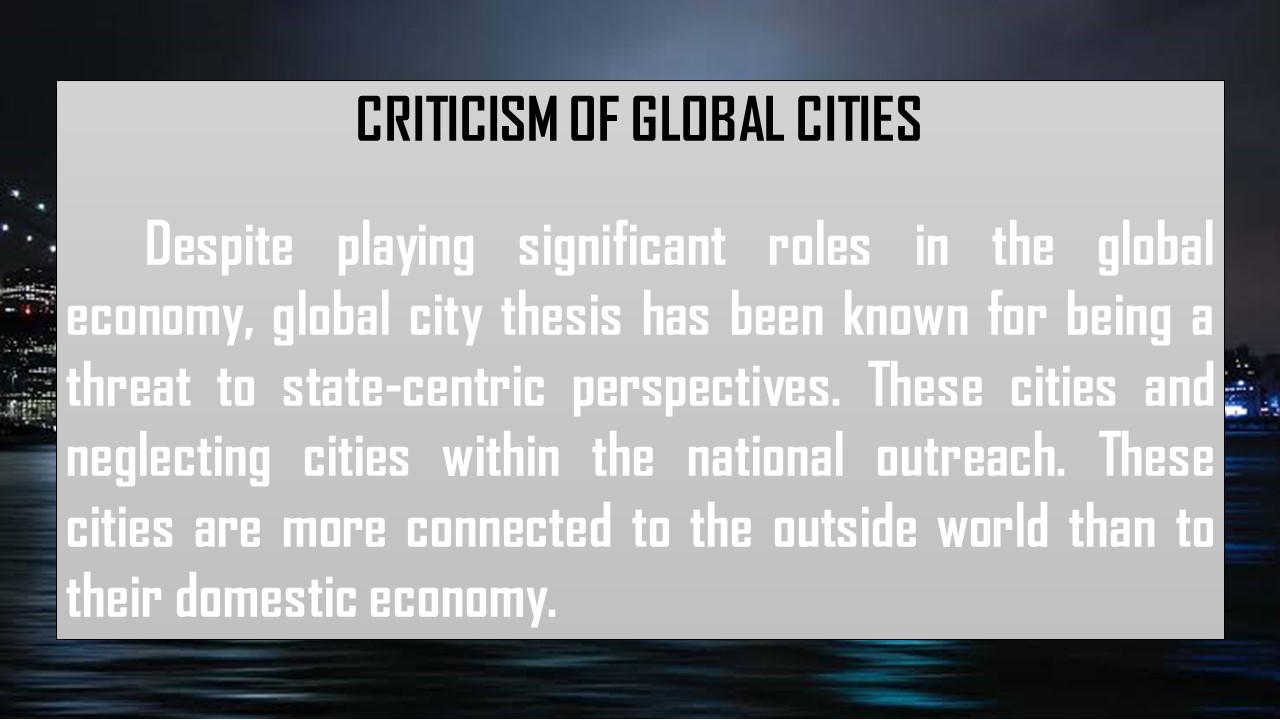 CRITICISM OF GLOBAL CITIES
Despite playing significant roles in the global
economy, global city thesis has been known for being a
threat to state-centric perspectives. These cities and
neglecting cities within the national outreach. These
cities are more connected to the outside world than to
their domestic economy.